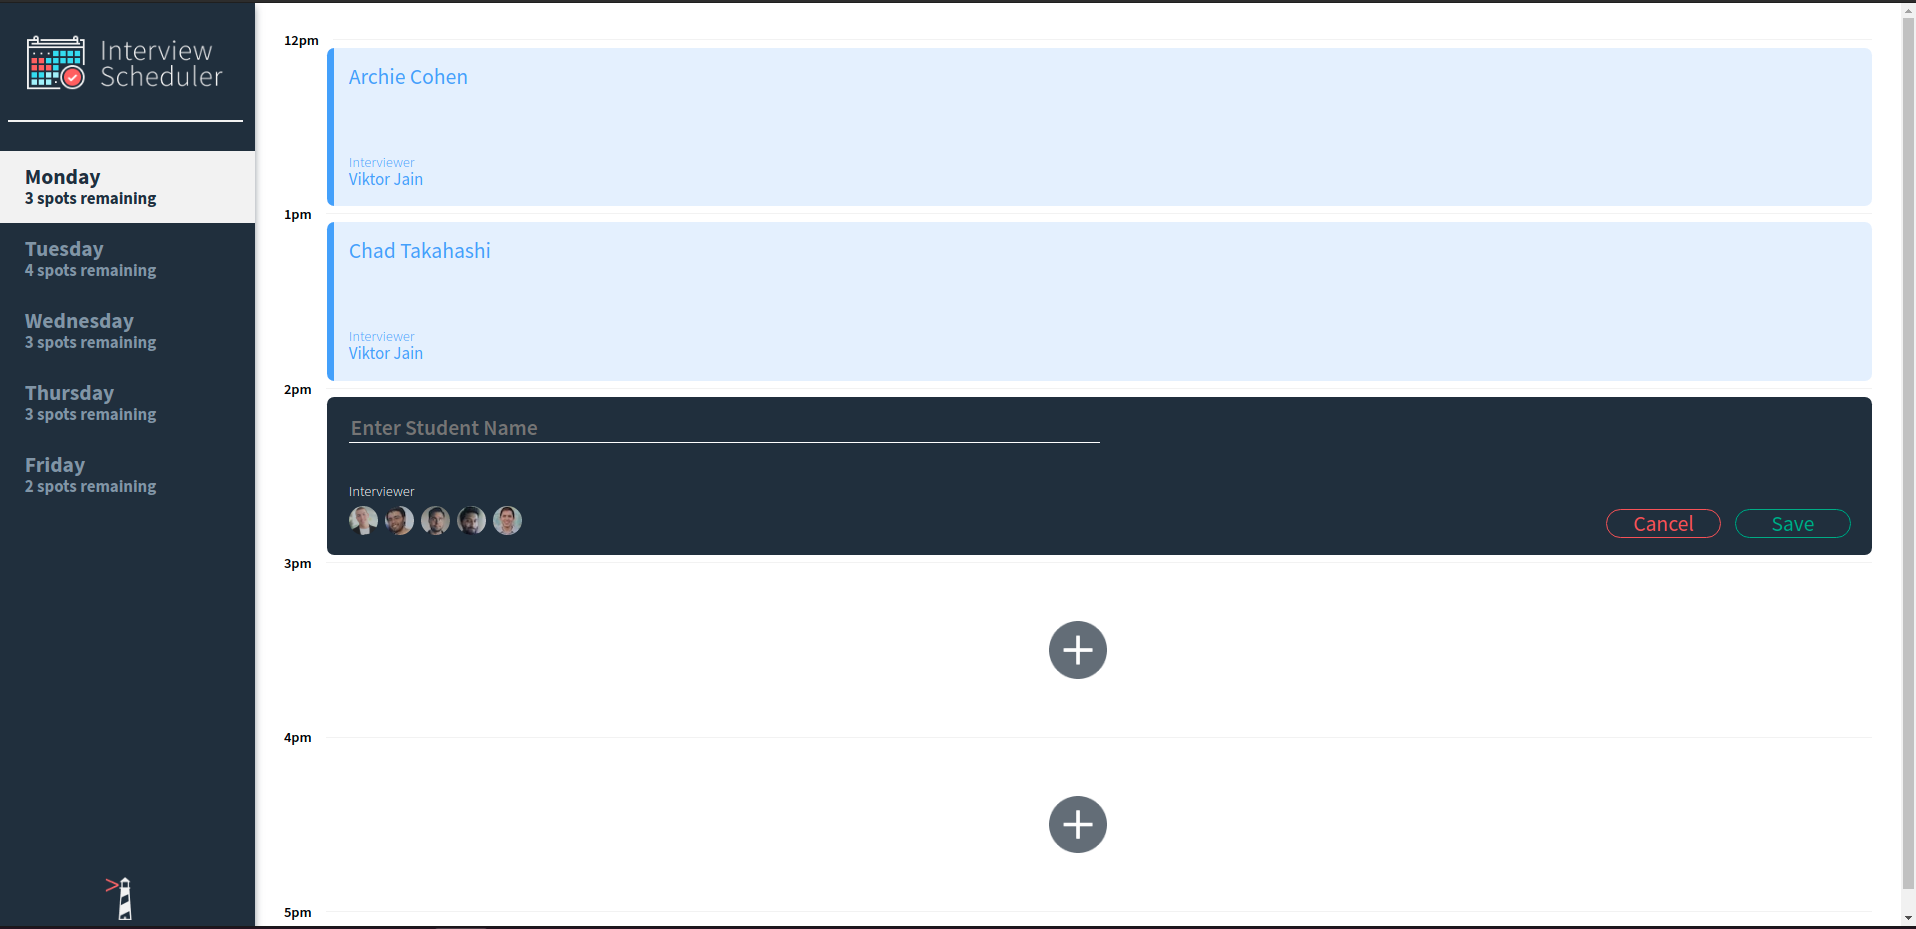 Interview
Scheduler
Monday
3 spots remaining
Tuesday
4 spots remaining
Wednesday
3 spots remaining
Thursday
3 spots remaining
Friday
2 spots remaining
12pm
Archie Cohen
Interviewer
Viktor Jain
1pm
Chad Takahashi
Interviewer
Viktor Jain
2pm
Enter Student Name
Interviewer
Cancel
Save
3pm
4pm
5pm